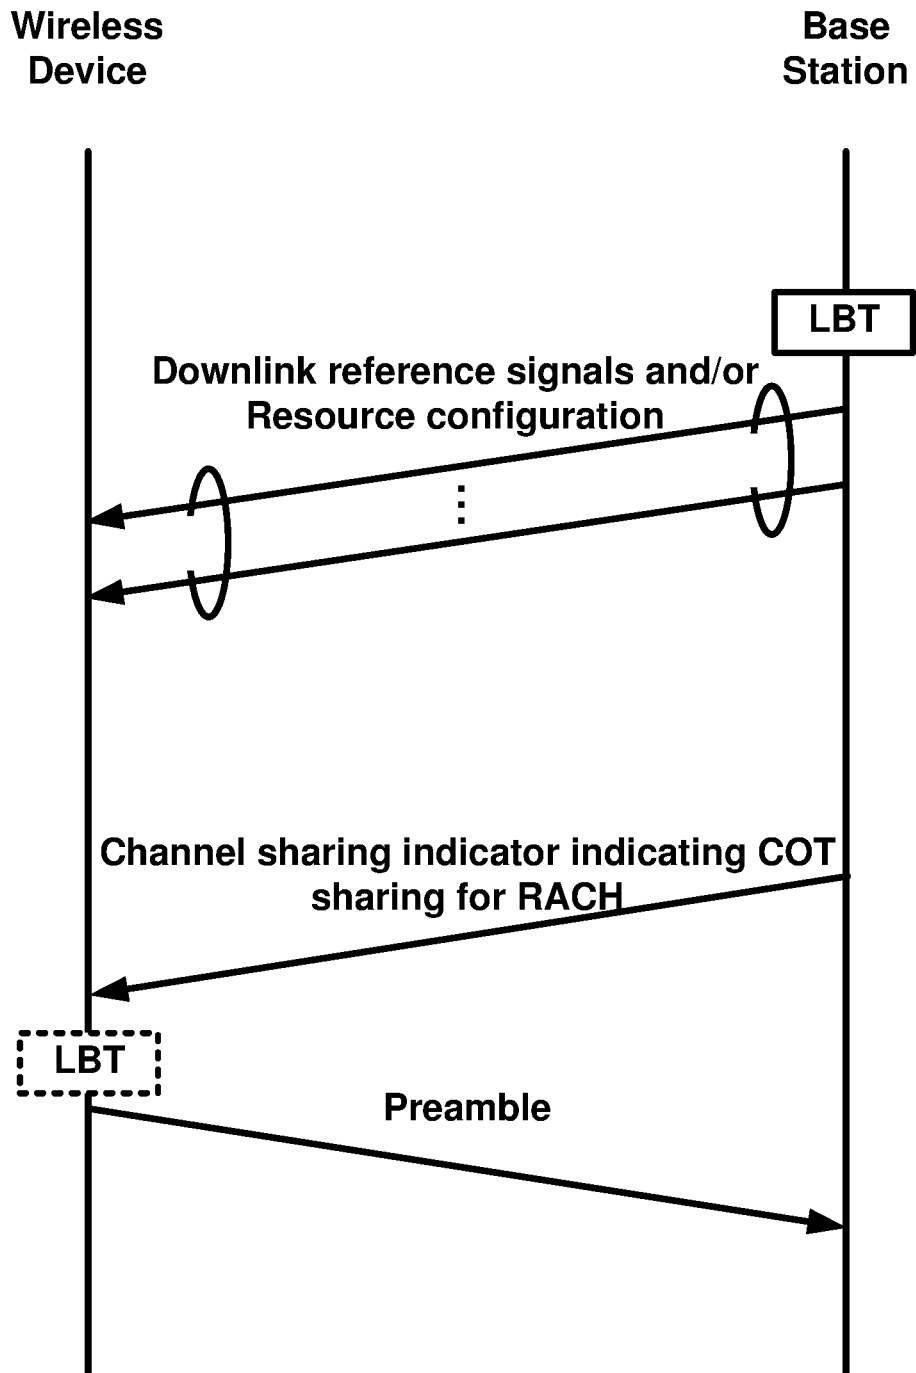 Wireless
Device
Base
Station
LBT
Downlink reference signals and/or
Resource configuration
Channel sharing indicator indicating COT
sharing for RACH
LBT
Preamble